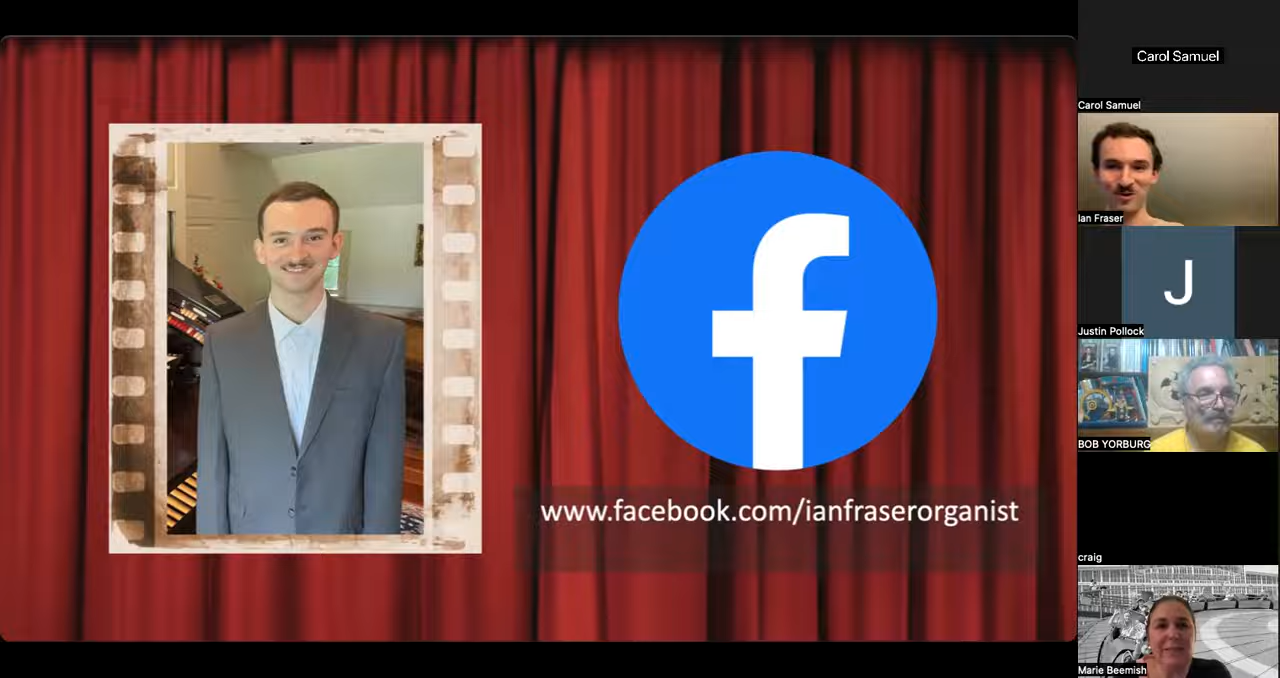 www.facebook.com/ianfraserorganist
Carol Samuel
Carol Samuel
Ian Fraser
J
Justin Pollock
BOB YORBURG
craig
Marie Beemish